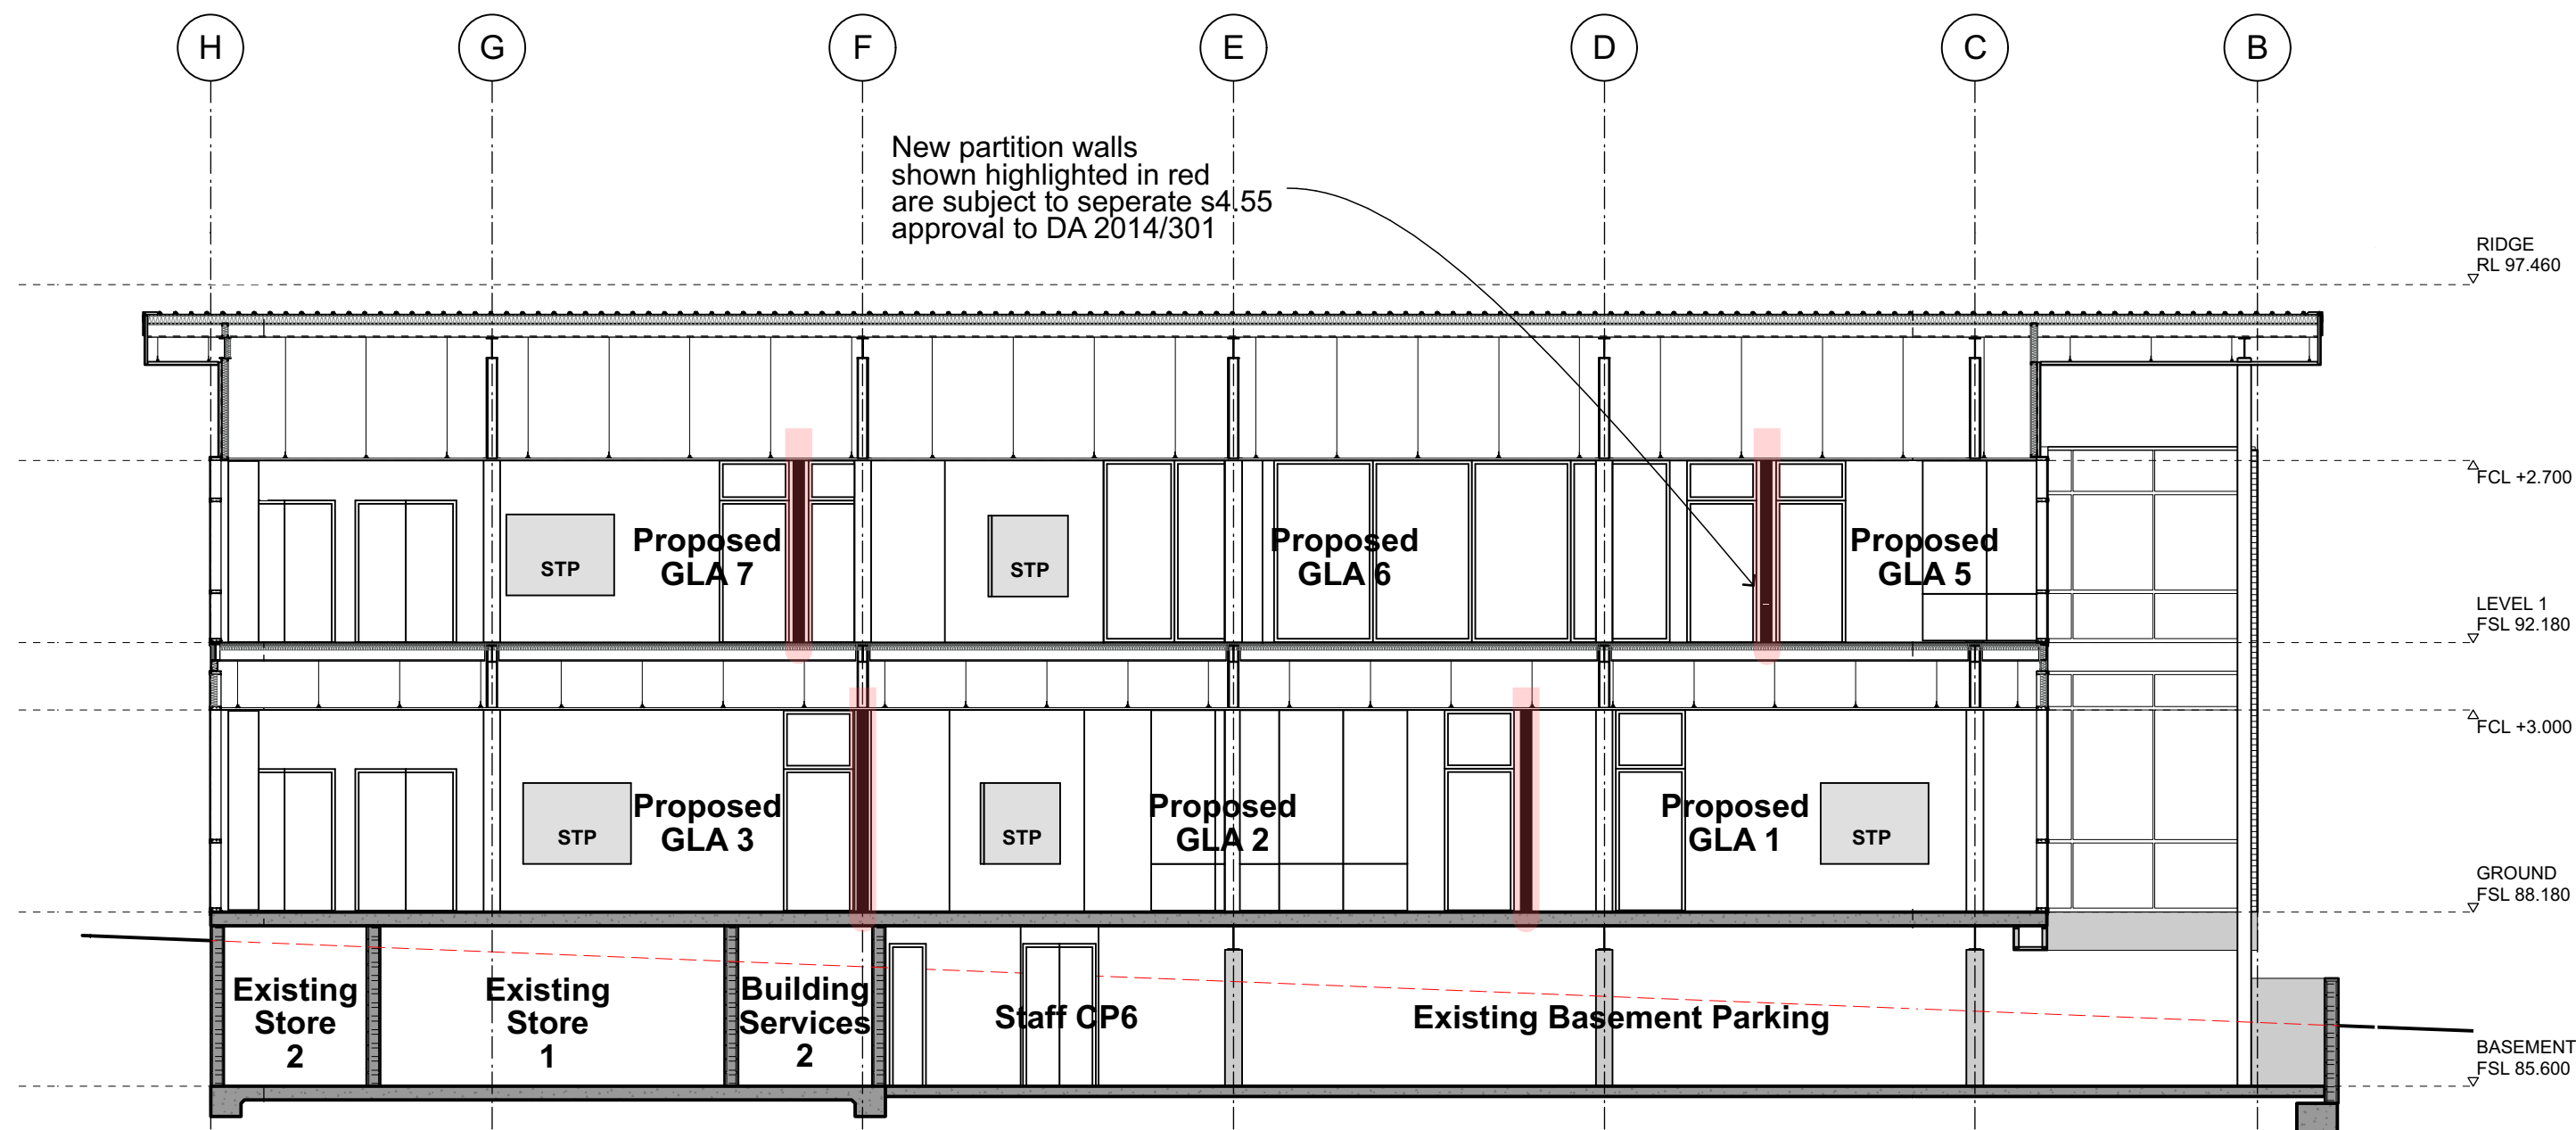 H
G
F
E
D
C
B
New partition walls
shown highlighted in red
are subject to seperate s4.55
approval to DA 2014/301
RIDGE
RL 97.460
FCL +2.700
Proposed
GLA 7
Proposed
GLA 6
Proposed
GLA 5
STP
STP
LEVEL 1
FSL 92.180
FCL +3.000
Proposed
GLA 3
Proposed
GLA 2
Proposed
GLA 1
STP
STP
STP
GROUND
FSL 88.180
Existing
Store
2
Existing
Store
1
Building
Services
2
Staff CP6
Existing Basement Parking
BASEMENT
FSL 85.600